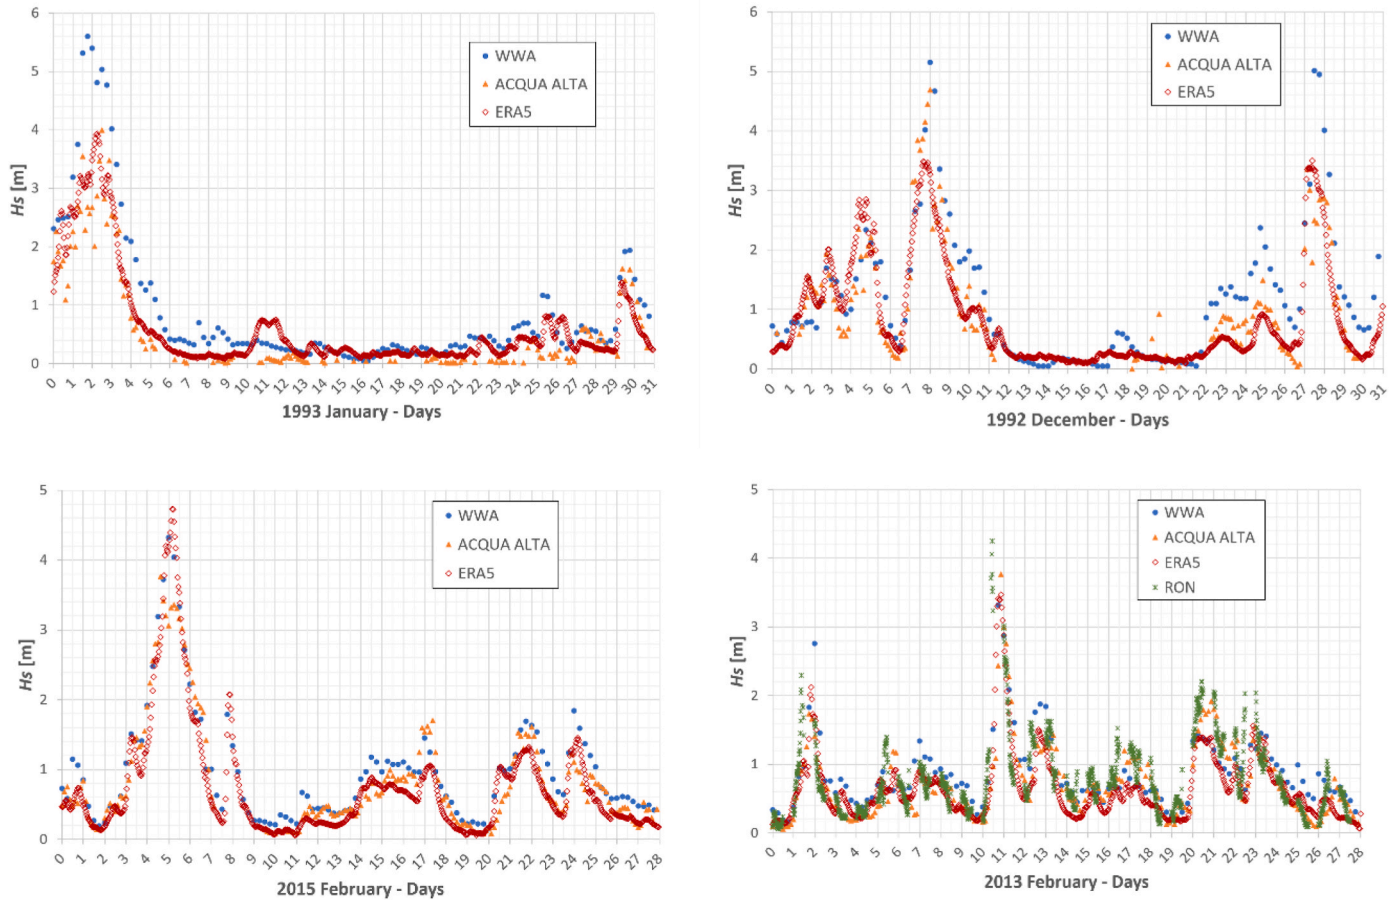 6
5
4
3
2
1
0
Hs [m]
WWA
ACQUA ALTA
ERA5
0 1 2 3 4 5 6 7 8 9 10 11 12 13 14 15 16 17 18 19 20 21 22 23 24 25 26 27 28 29 30 31
1993 January - Days
6
5
4
3
2
1
0
Hs [m]
WWA
ACQUA ALTA
ERA5
0 1 2 3 4 5 6 7 8 9 10 11 12 13 14 15 16 17 18 19 20 21 22 23 24 25 26 27 28 29 30 31
1992 December - Days
5
4
3
2
1
0
Hs [m]
WWA
ACQUA ALTA
ERA5
0 1 2 3 4 5 6 7 8 9 10 11 12 13 14 15 16 17 18 19 20 21 22 23 24 25 26 27 28
2015 February - Days
5
4
3
2
1
0
Hs [m]
WWA
ACQUA ALTA
ERA5
RON
0 1 2 3 4 5 6 7 8 9 10 11 12 13 14 15 16 17 18 19 20 21 22 23 24 25 26 27 28
2013 February - Days